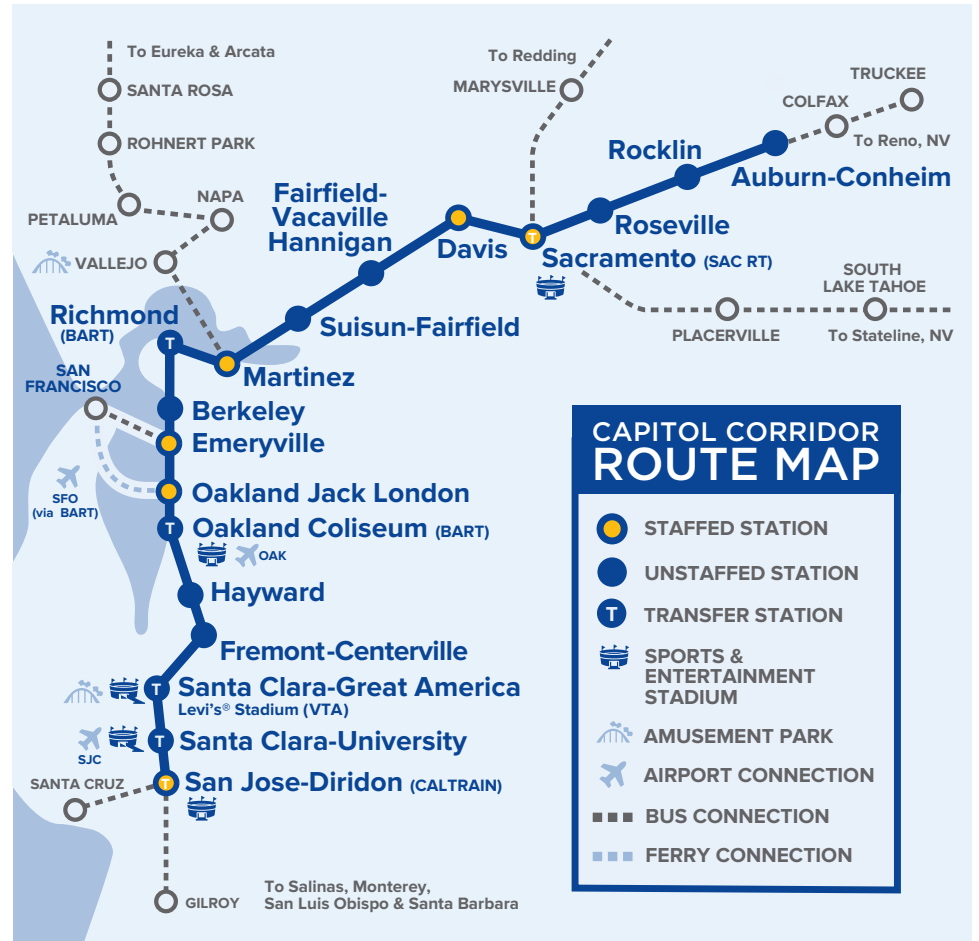 To Eureka & Arcata
SANTA ROSA
ROHNERT PARK
PETALUMA
NAPA
VALLEJO
To Redding
MARYSVILLE
TRUCKEE
COLFAX
To Reno, NV
Rocklin
Auburn-Conheim
Roseville
Fairfield-
Vacaville
Hannigan
Davis
Sacramento (SAC RT)
T
SOUTH
LAKE TAHOE
PLACERVILLE
To Stateline, NV
Suisun-Fairfield
Richmond
(BART)
T
Martinez
SAN
FRANCISCO
Berkeley
Emeryville
SFO
(via BART)
Oakland Jack London
T
Oakland Coliseum (BART)
OAK
Hayward
Fremont-Centerville
T
Santa Clara-Great America
Levi's® Stadium (VTA)
T
Santa Clara-University
SJC
T
San Jose-Diridon (CALTRAIN)
SANTA CRUZ
GILROY
To Salinas, Monterey,
San Luis Obispo & Santa Barbara
CAPITOL CORRIDOR
ROUTE MAP
STAFFED STATION
UNSTAFFED STATION
T
TRANSFER STATION
SPORTS &
ENTERTAINMENT
STADIUM
AMUSEMENT PARK
AIRPORT CONNECTION
BUS CONNECTION
FERRY CONNECTION